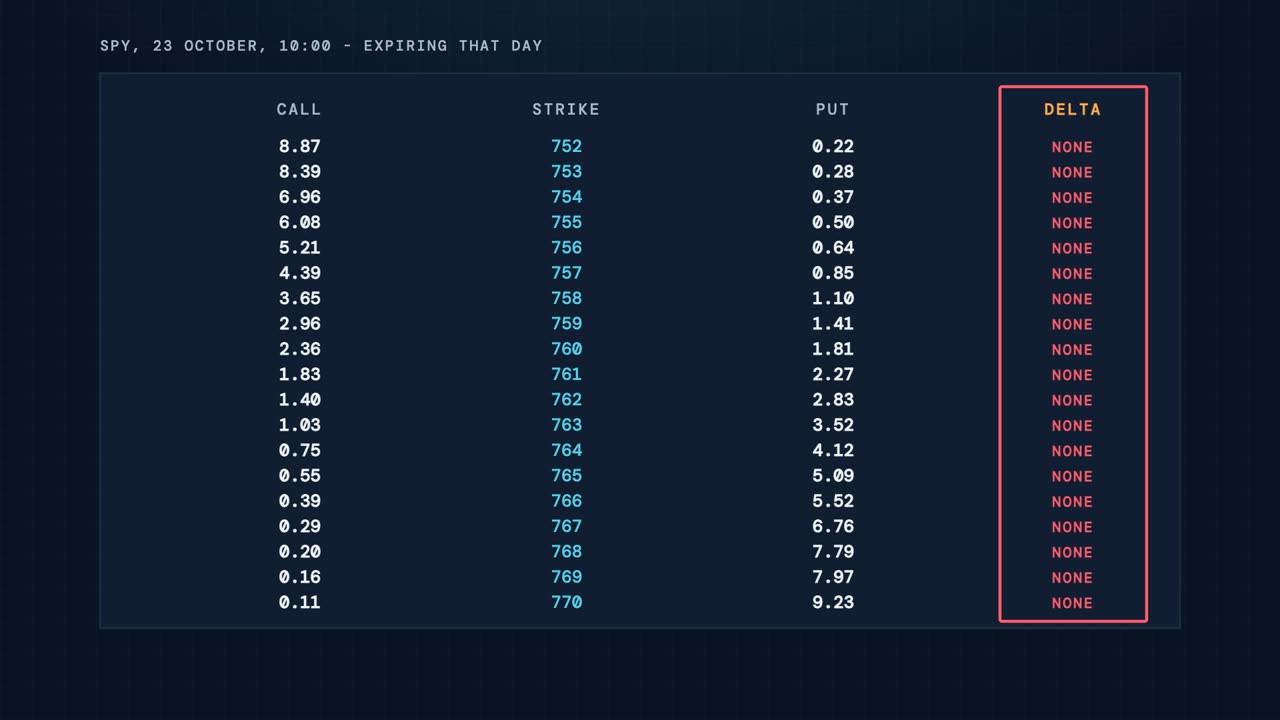 SPY, 23 OCTOBER, 10:00 - EXPIRING THAT DAY
CALL STRIKE PUT DELTA
8.87 752 0.22 NONE
8.39 753 0.28 NONE
6.96 754 0.37 NONE
6.08 755 0.50 NONE
5.21 756 0.64 NONE
4.39 757 0.85 NONE
3.65 758 1.10 NONE
2.96 759 1.41 NONE
2.36 760 1.81 NONE
1.83 761 2.27 NONE
1.40 762 2.83 NONE
1.03 763 3.52 NONE
0.75 764 4.12 NONE
0.55 765 5.09 NONE
0.39 766 5.52 NONE
0.29 767 6.76 NONE
0.20 768 7.79 NONE
0.16 769 7.97 NONE
0.11 770 9.23 NONE